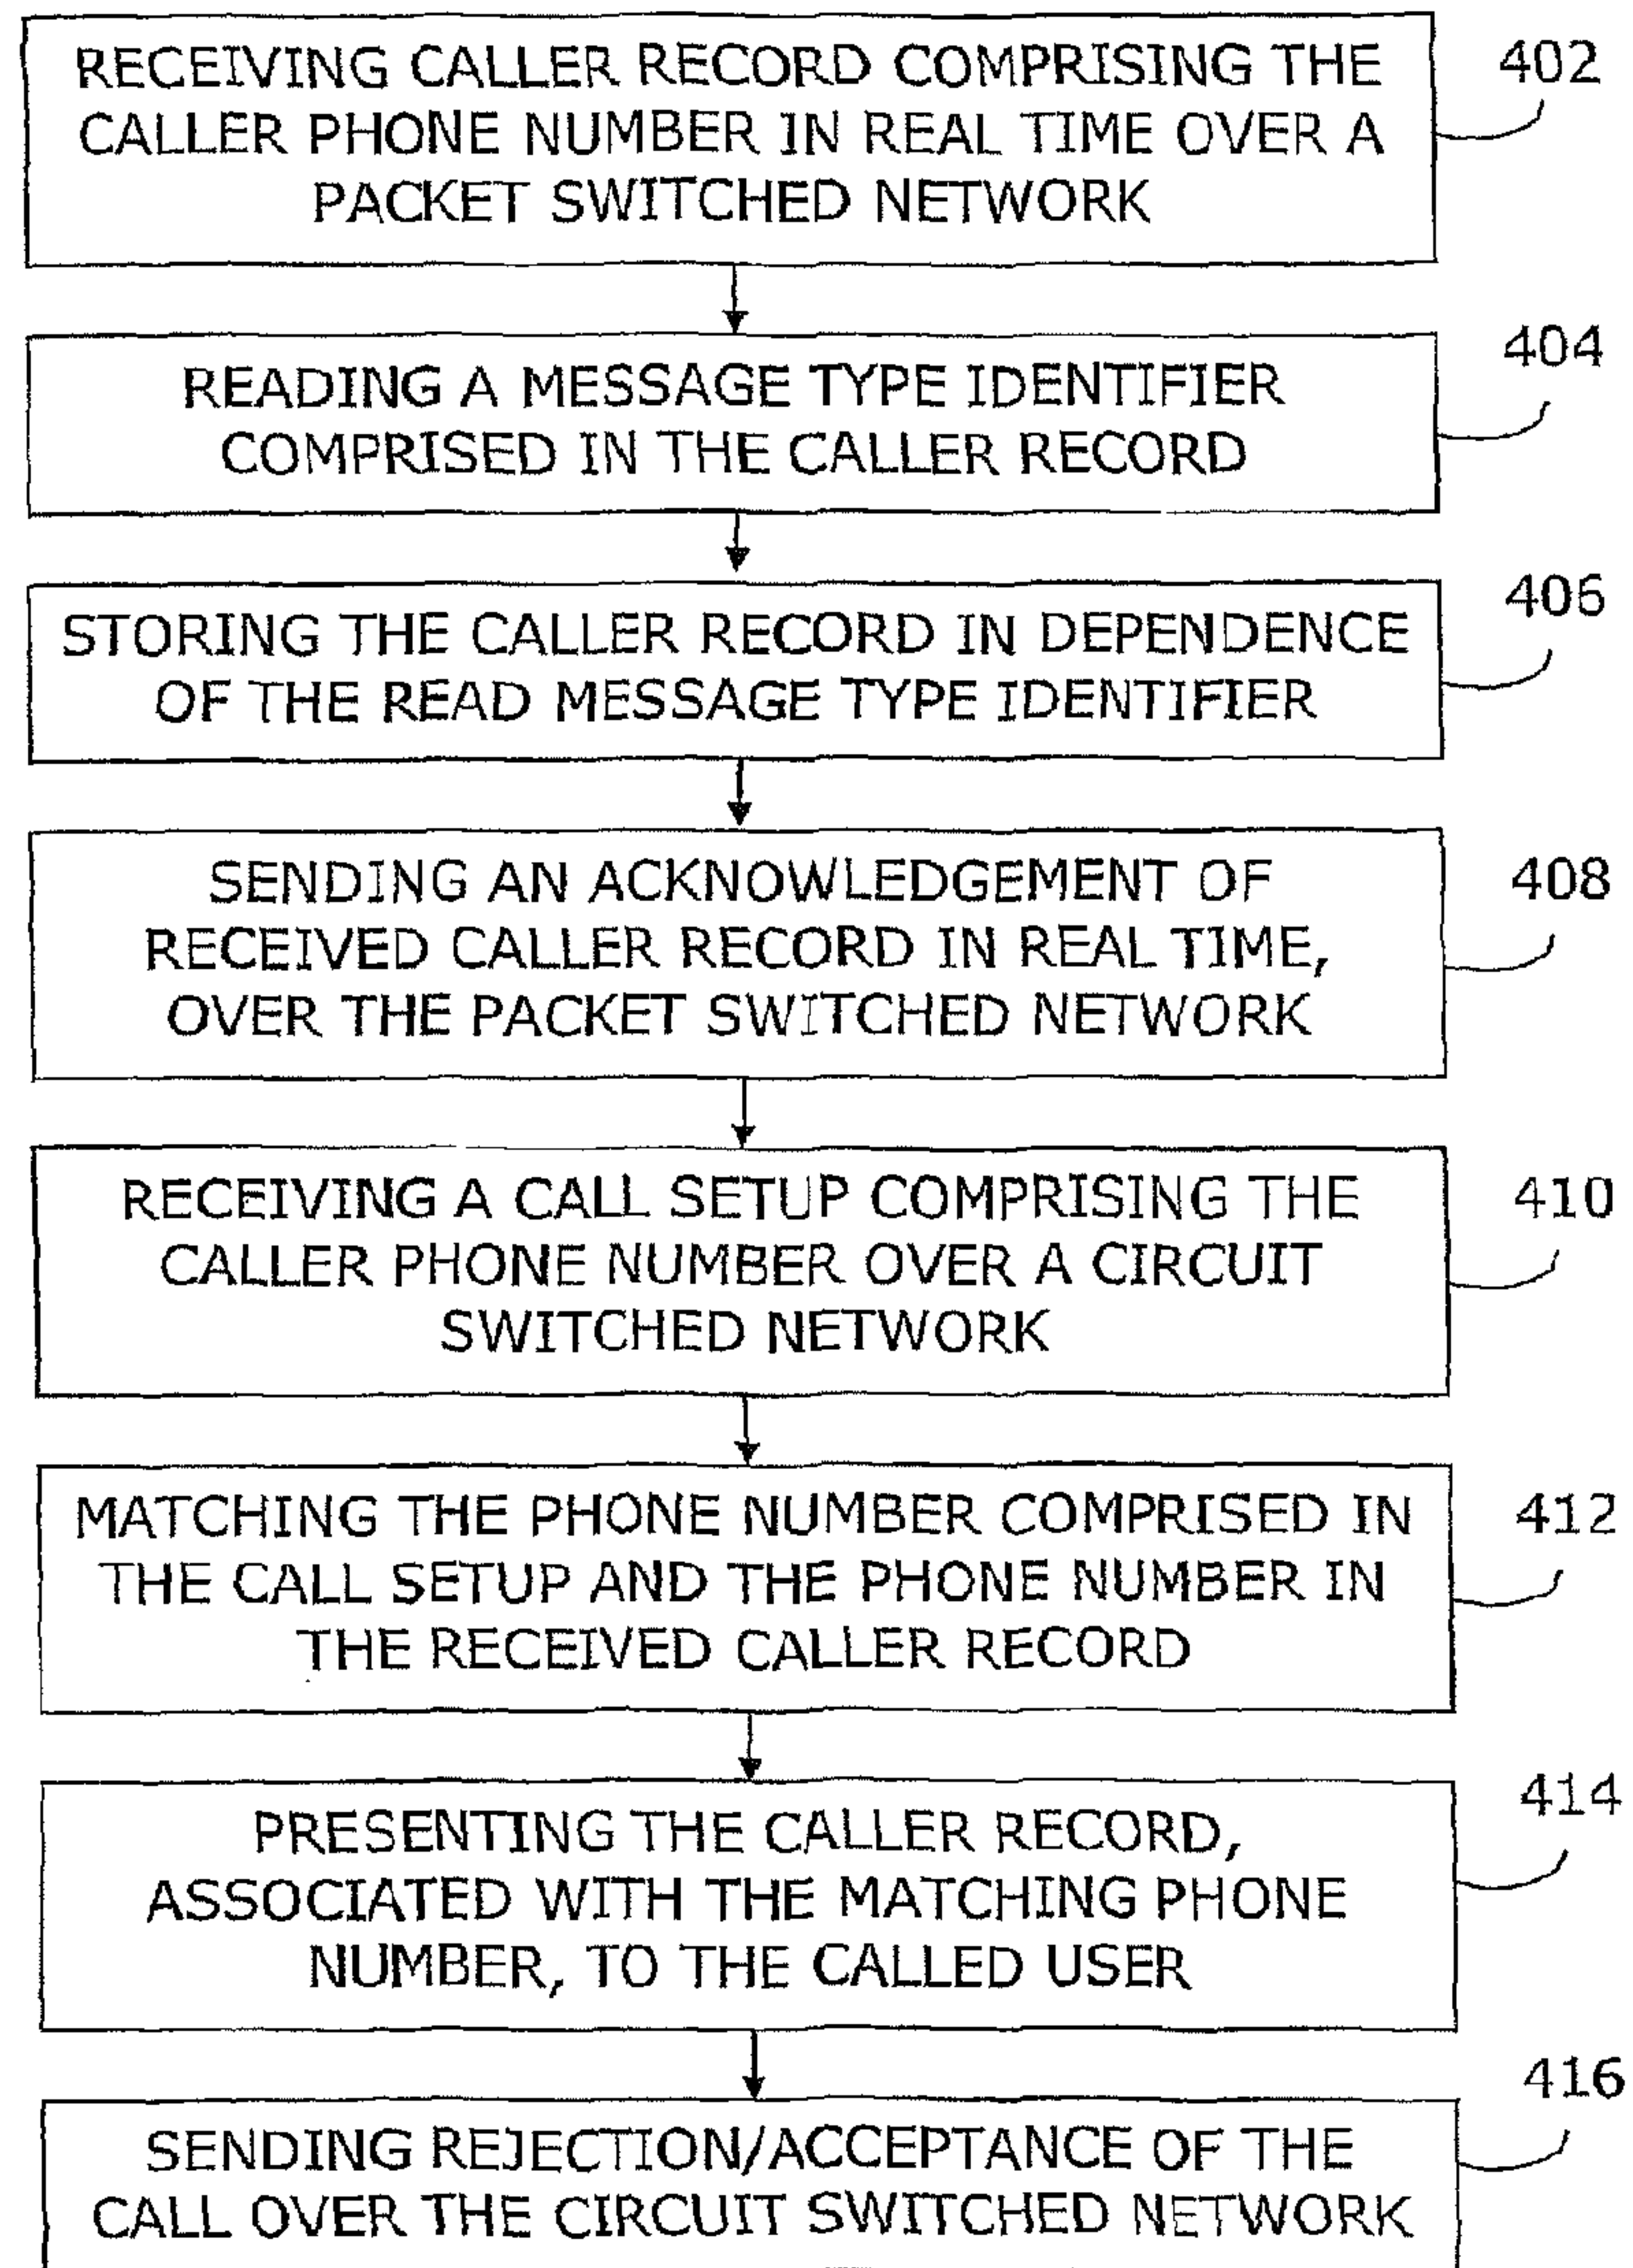 RECEIVING CALLER RECORD COMPRISING THE
CALLER PHONE NUMBER IN REAL TIME OVER A
PACKET SWITCHED NETWORK
402
READING A MESSAGE TYPE IDENTIFIER
COMPRISED IN THE CALLER RECORD
404
STORING THE CALLER RECORD IN DEPENDENCE
OF THE READ MESSAGE TYPE IDENTIFIER
406
SENDING AN ACKNOWLEDGEMENT OF
RECEIVED CALLER RECORD IN REAL TIME,
OVER THE PACKET SWITCHED NETWORK
408
RECEIVING A CALL SETUP COMPRISING THE
CALLER PHONE NUMBER OVER A CIRCUIT
SWITCHED NETWORK
410
MATCHING THE PHONE NUMBER COMPRISED IN
THE CALL SETUP AND THE PHONE NUMBER IN
THE RECEIVED CALLER RECORD
412
PRESENTING THE CALLER RECORD,
ASSOCIATED WITH THE MATCHING PHONE
NUMBER, TO THE CALLED USER
414
SENDING REJECTION/ACCEPTANCE OF THE
CALL OVER THE CIRCUIT SWITCHED NETWORK
416